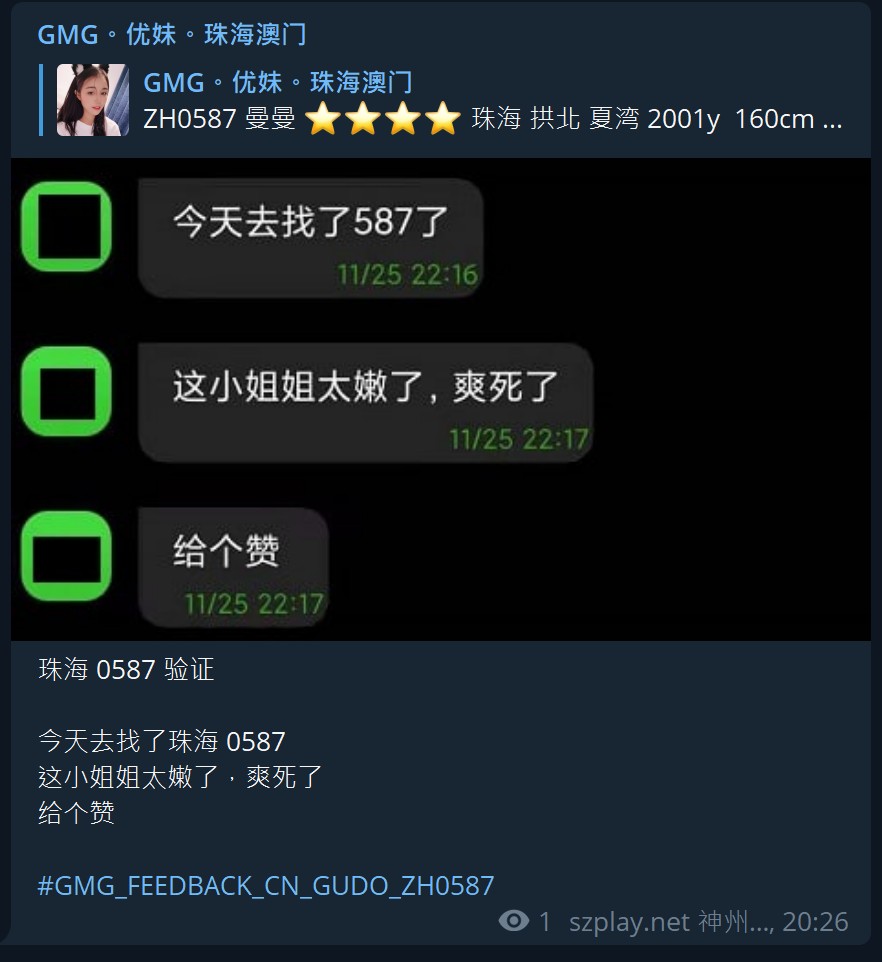 GMG。优妹。珠海澳门
GMG。优妹。珠海澳门
ZH0587 曼曼 ⭐⭐⭐⭐ 珠海 拱北 夏湾 2001y 160cm ...
今天去找了587了
11/25 22:16
这小姐姐太嫩了, 爽死了
11/25 22:17
给个赞
11/25 22:17
珠海 0587 验证
今天去找了珠海 0587
这小姐姐太嫩了，爽死了
给个赞
#GMG_FEEDBACK_CN_GUDO_ZH0587
1 szplay.net 神州..., 20:26